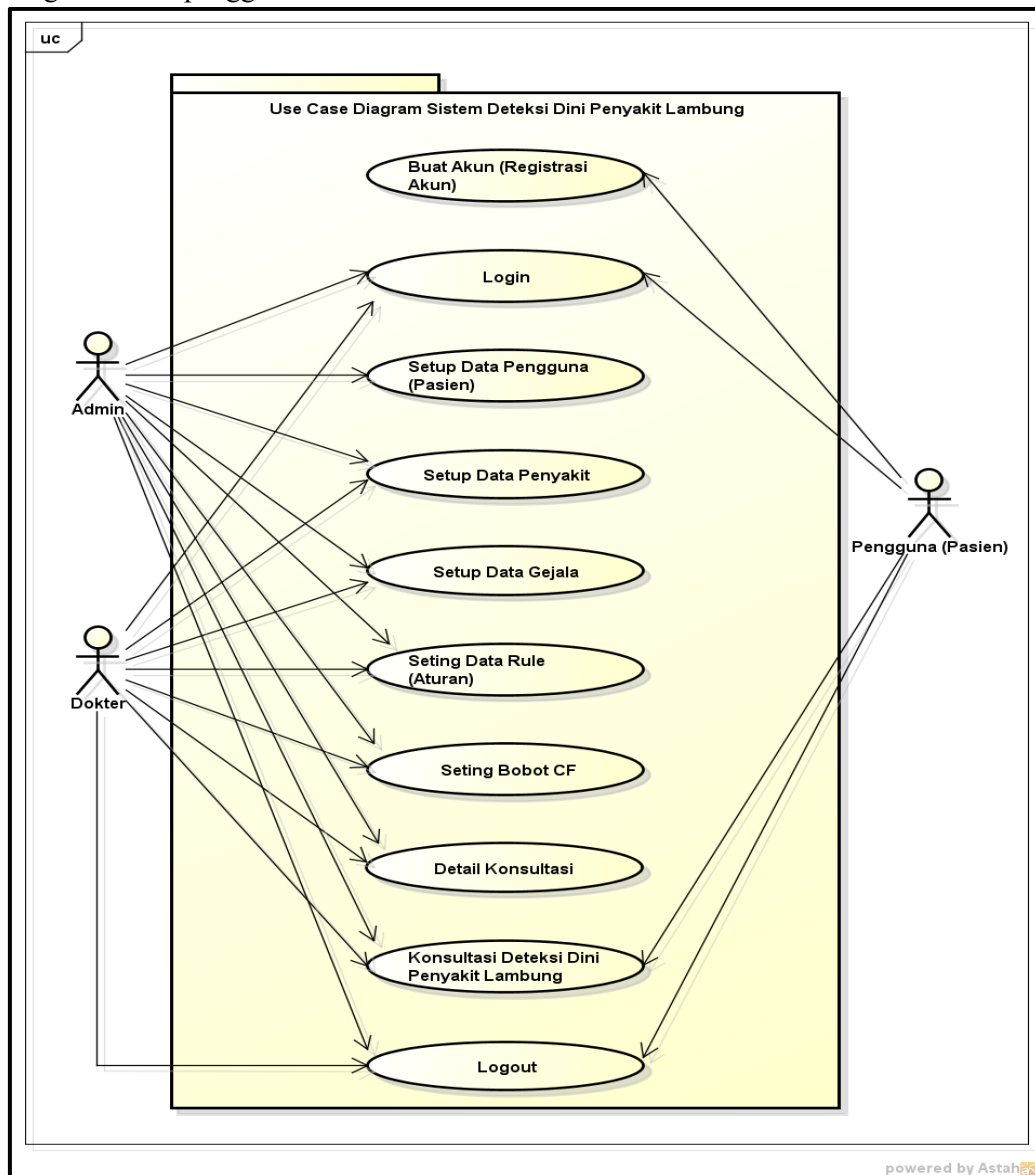 uc
Use Case Diagram Sistem Deteksi Dini Penyakit Lambung
Buat Akun (Registrasi
Akun)
Login
Setup Data Pengguna
(Pasien)
Admin
Setup Data Penyakit
Pengguna (Pasien)
Setup Data Gejala
Seting Data Rule
(Aturan)
Dokter
Seting Bobot CF
Detail Konsultasi
Konsultasi Deteksi Dini
Penyakit Lambung
Logout
powered by Astah